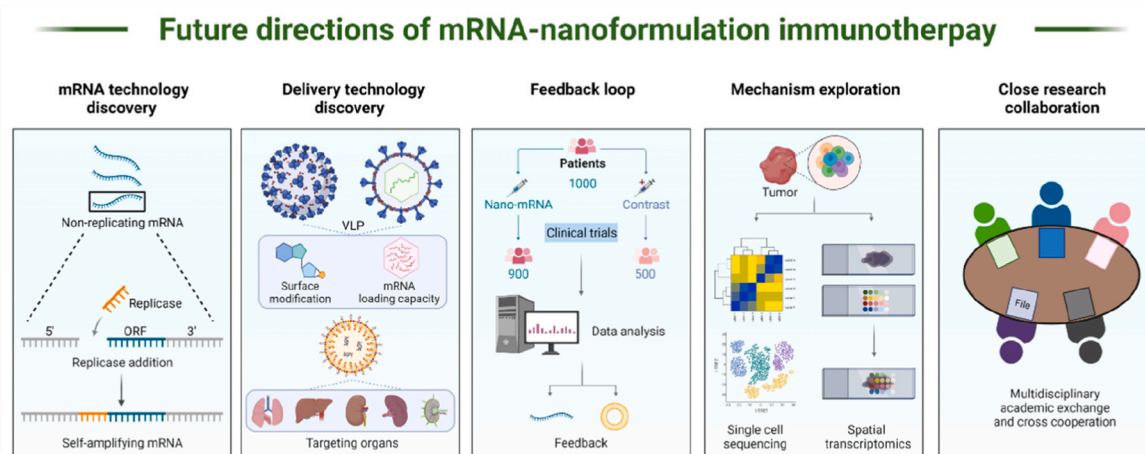 Future directions of mRNA-nanoformulation immunotherpay
mRNA technology
discovery
Non-replicating mRNA
Replicase
5'
ORF
3'
Replicase addition
Self-amplifying mRNA
Delivery technology
discovery
VLP
Surface
modification
mRNA
loading capacity
Targeting organs
Feedback loop
Patients
1000
Nano-mRNA
Contrast
Clinical trials
900
500
Data analysis
Feedback
Mechanism exploration
Tumor
Single cell
sequencing
Spatial
transcriptomics
Close research
collaboration
File
Multidisciplinary
academic exchange
and cross cooperation